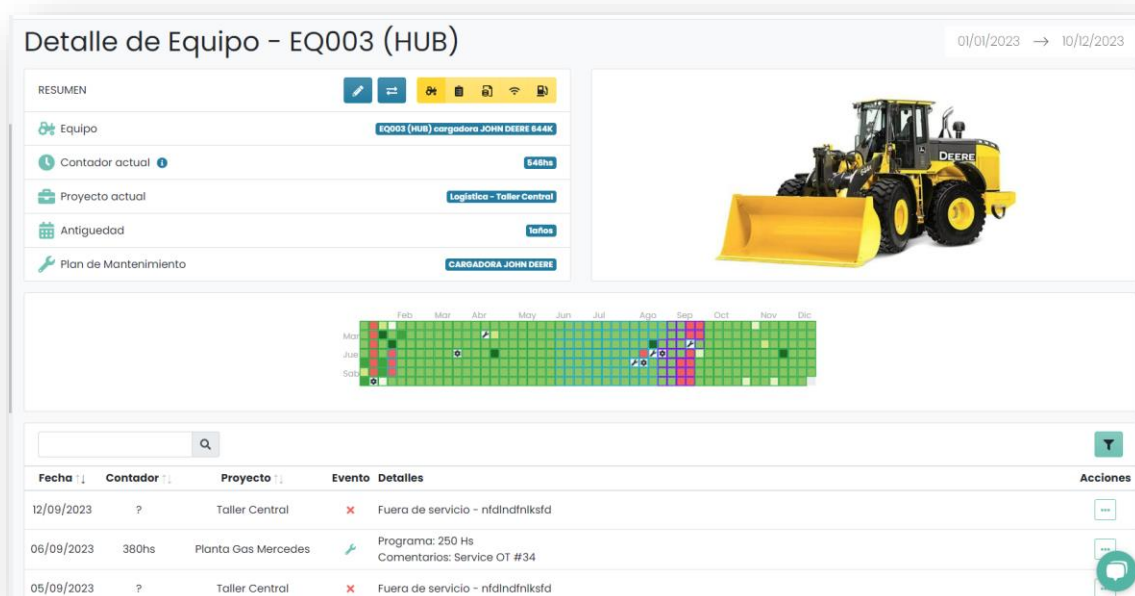 Detalle de Equipo - EQ003 (HUB)
01/01/2023 → 10/12/2023
RESUMEN
Equipo EQ003 (HUB) cargadora JOHN DEERE 644K
Contador actual 546hs
Proyecto actual Logística - Taller Central
Antiguedad 1años
Plan de Mantenimiento CARGADORA JOHN DEERE
DEERE
Feb Mar Abr May Jun Jul Ago Sep Oct Nov Dic
Mar
Jue
Sab
Fecha Contador Proyecto Evento Detalles Acciones
12/09/2023 ? Taller Central Fuera de servicio - nfdlndfnlksfd
06/09/2023 380hs Planta Gas Mercedes Programa: 250 Hs
Comentarios: Service OT #34
05/09/2023 ? Taller Central Fuera de servicio - nfdlndfnlksfd